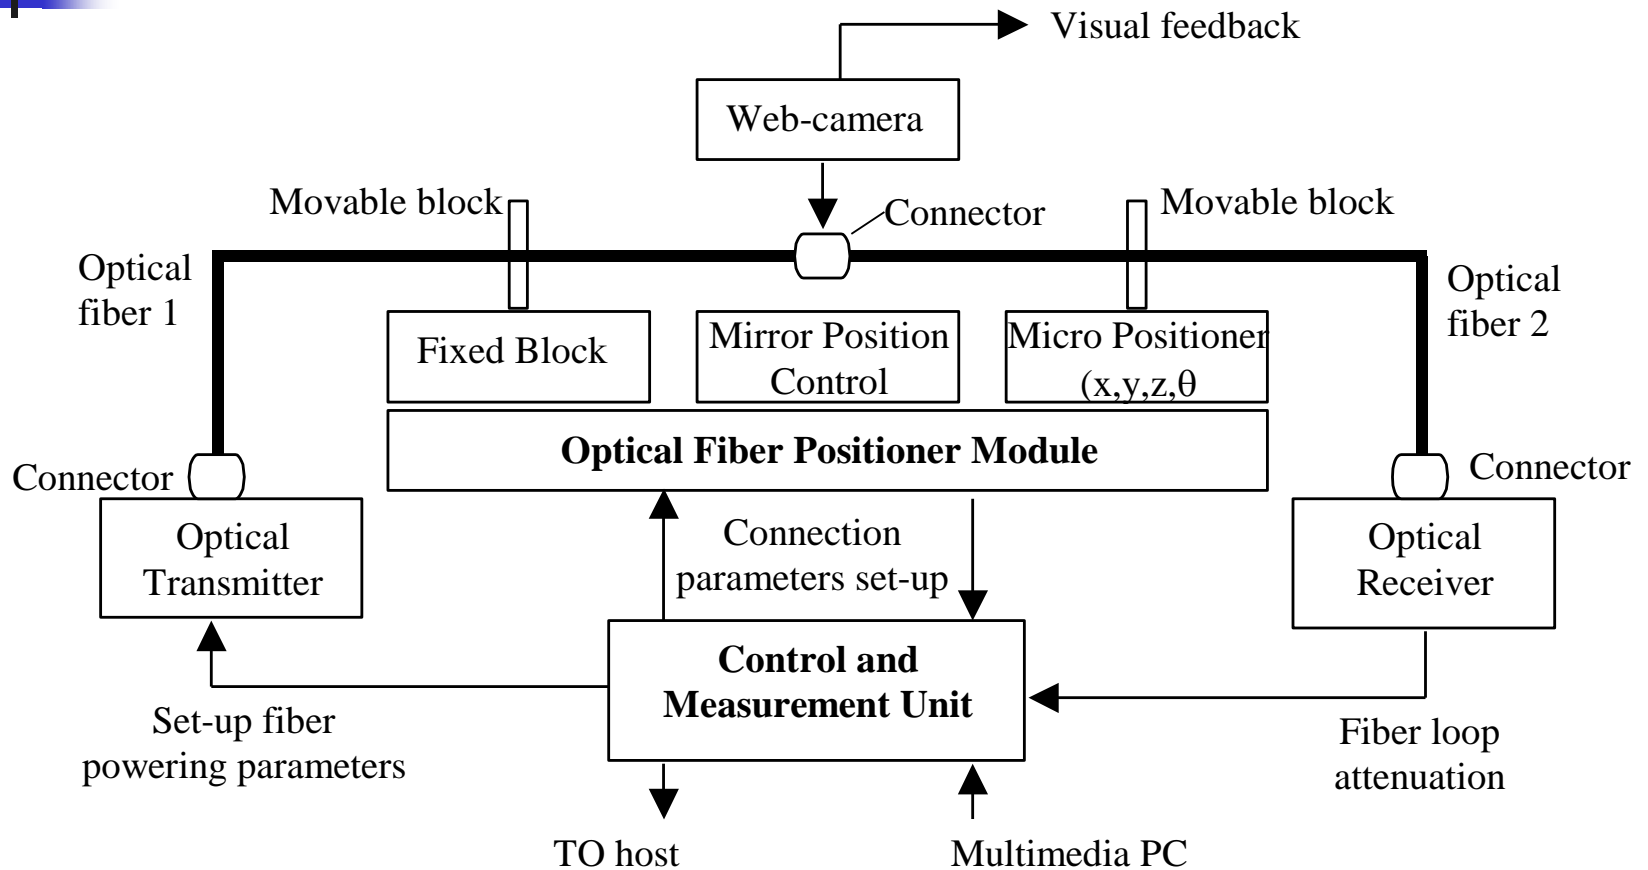 Visual feedback
Web-camera
Movable block
Connector
Movable block
Optical
fiber 1
Optical
fiber 2
Fixed Block
Mirror Position
Control
Micro Positioner
(x,y,z,θ
Optical Fiber Positioner Module
Connector
Connector
Optical
Transmitter
Connection
parameters set-up
Optical
Receiver
Control and
Measurement Unit
Set-up fiber
powering parameters
Fiber loop
attenuation
TO host
Multimedia PC